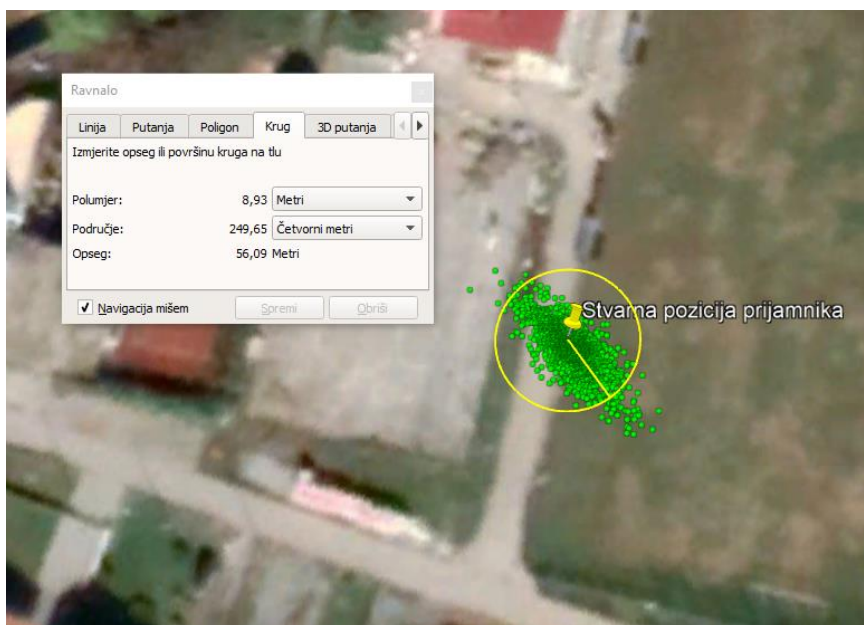 Ravnalo
Linija Putanja Poligon Krug 3D putanja
Izmjerite opseg ili površinu kruga na tlu
Polumjer: 8,93 Metri
Područje: 249,65 Četvorni metri
Opseg: 56,09 Metri
Navigacija mišem Spremi Obriši
Stvarna pozicija prijamnika